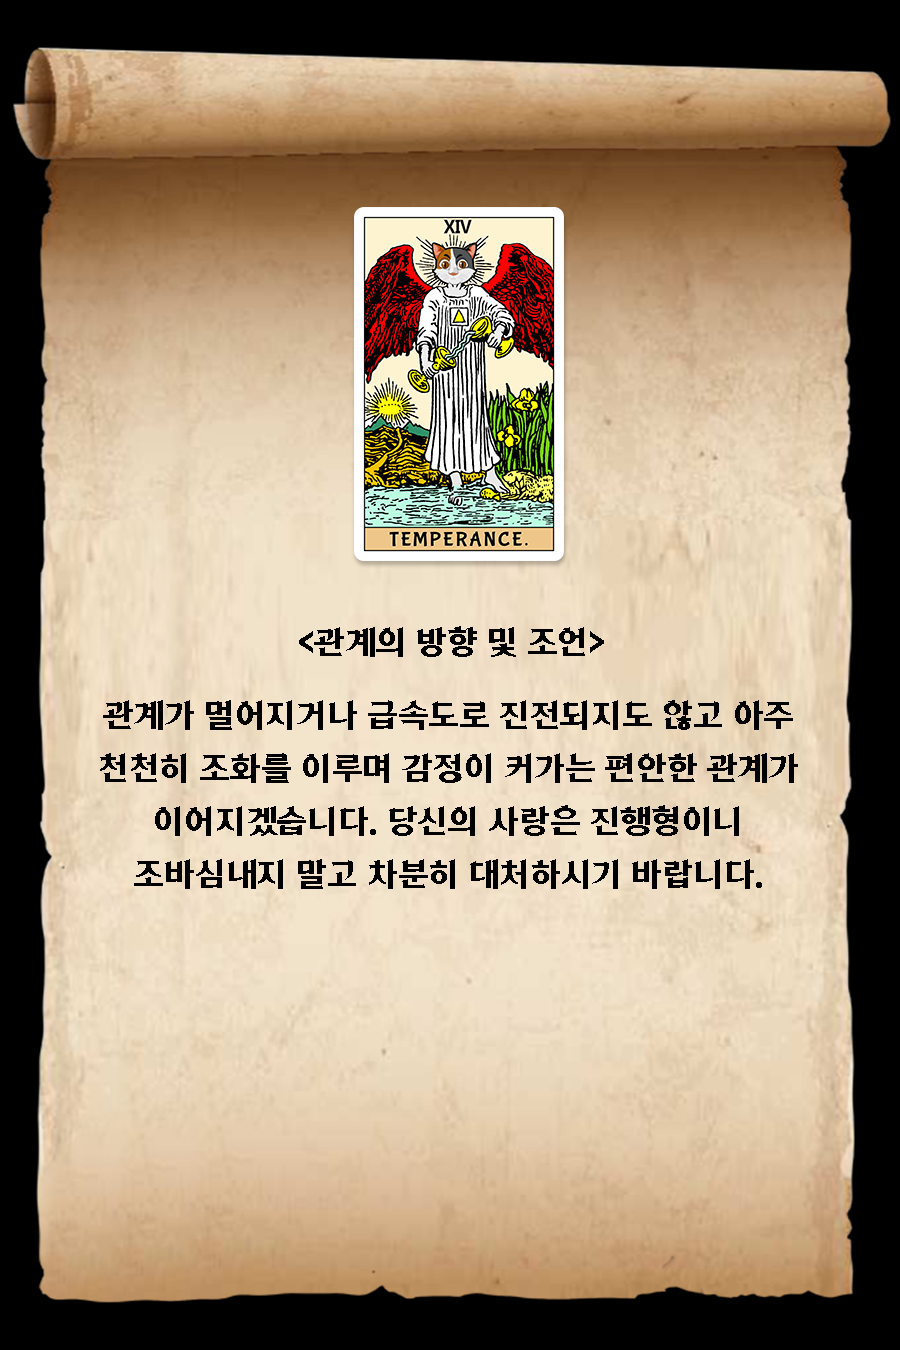 XIV
TEMPERANCE.
<관계의 방향 및 조언>
관계가 멀어지거나 급속도로 진전되지도 않고 아주
천천히 조화를 이루며 감정이 커가는 편안한 관계가
이어지겠습니다. 당신의 사랑은 진행형이니
조바심내지 말고 차분히 대처하시기 바랍니다.